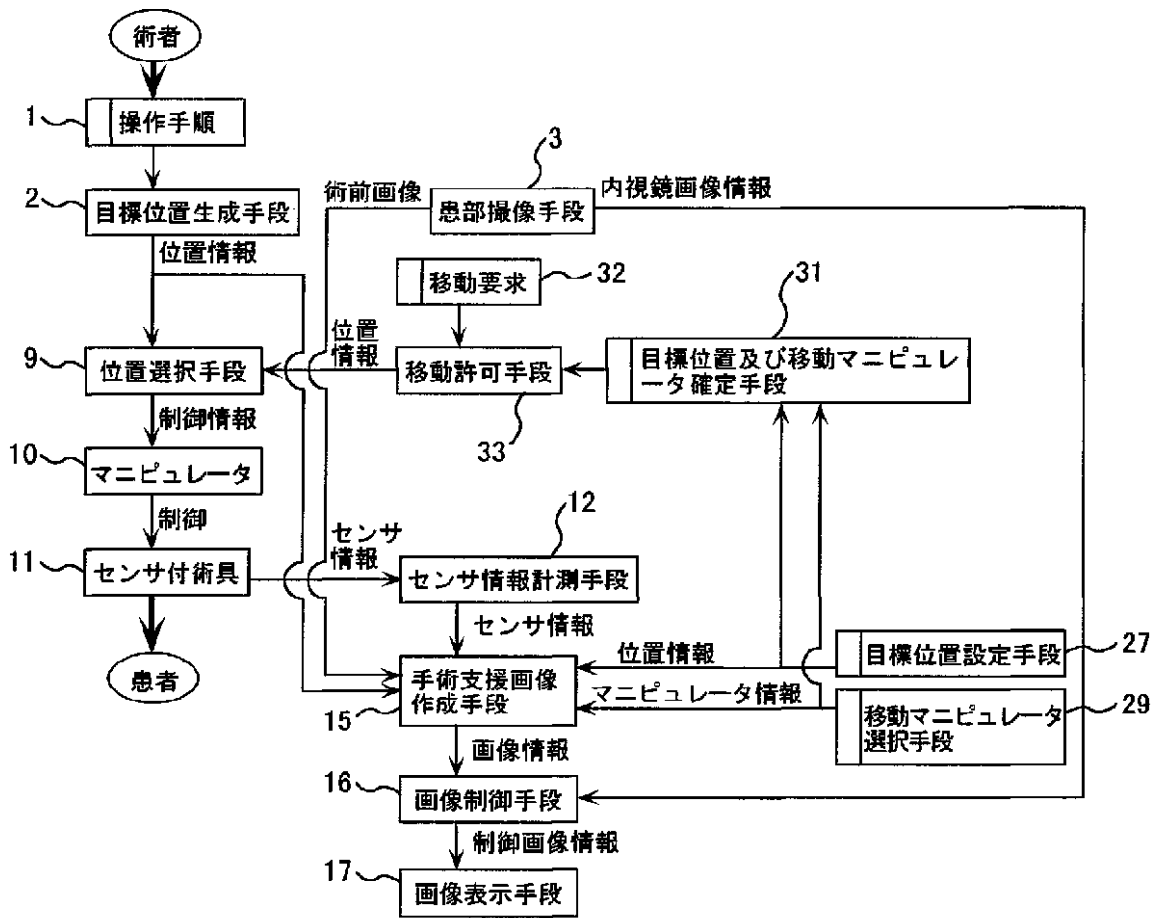 術者
1
操作手順
3
術前画像
内視鏡画像情報
2
目標位置生成手段
患部撮像手段
位置情報
移動要求
32
31
9
位置選択手段
位置
情報
移動許可手段
目標位置及び移動マニピュレ
ータ確定手段
制御情報
33
10
マニピュレータ
制御
センサ
情報
12
11
センサ付術具
センサ情報計測手段
センサ情報
患者
位置情報
目標位置設定手段
27
手術支援画像
作成手段
15
マニピュレータ情報
移動マニピュレータ
選択手段
29
画像情報
16
画像制御手段
制御画像情報
17
画像表示手段